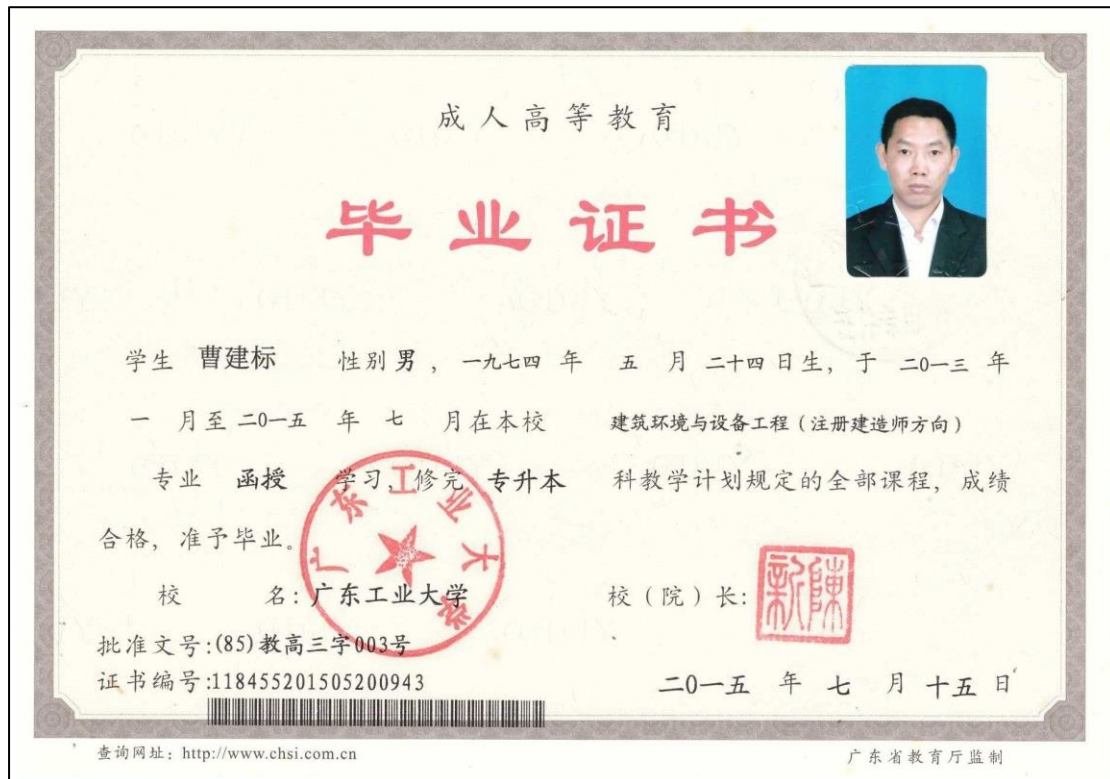 成人高等教育
毕业证书
学生 曹建标 性别 男 ，一九七四 年 五 月 二十四 日生，于 二0一三 年
一 月至 二0一五 年 七 月在本校 建筑环境与设备工程（注册建造师方向）
专业 函授 学习，修完 专升本 科教学计划规定的全部课程，成绩
合格，准予毕业。
广东工业大学
校 名：广东工业大学 校（院）长：
陳新
批准文号：(85)教高三字003号
证书编号：118455201505200943
二0一五 年 七 月 十五 日
查询网址：http://www.chsi.com.cn 广东省教育厅监制